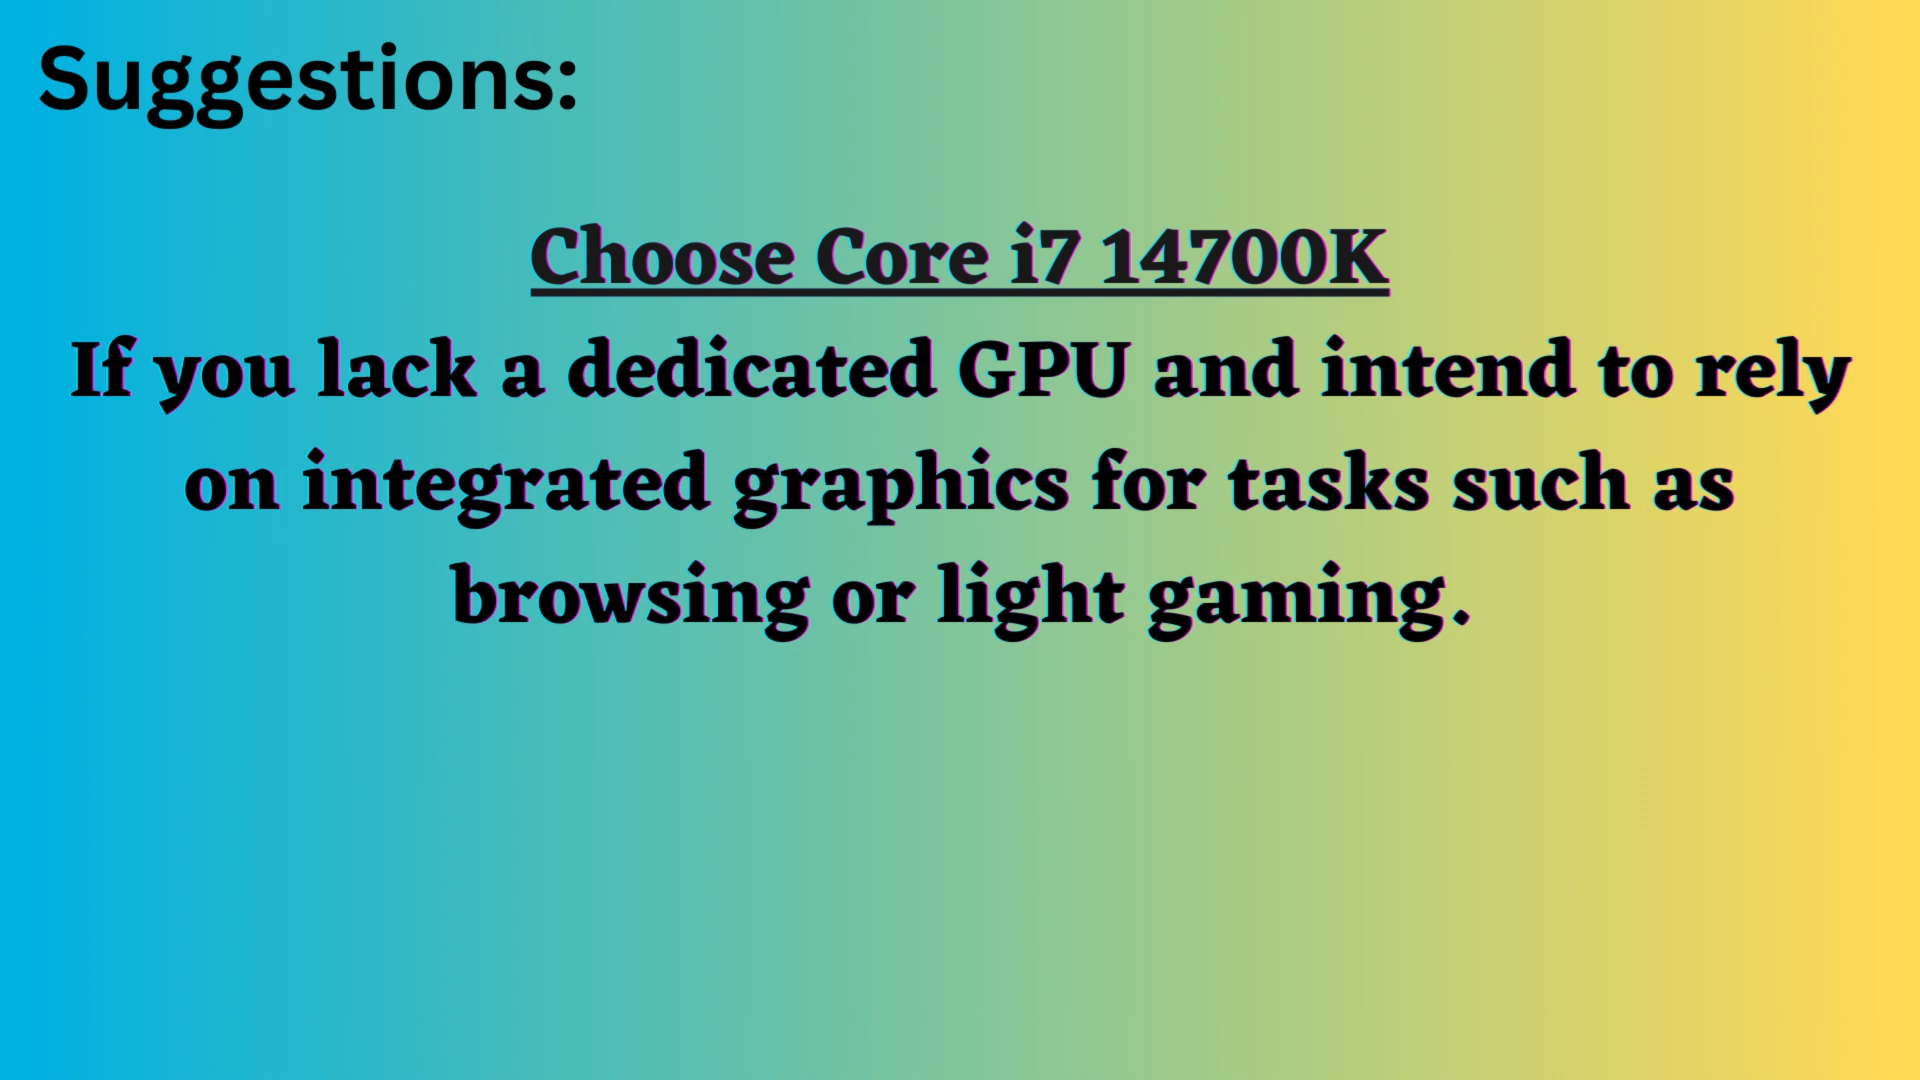 Suggestions:
Choose Core i7 14700K
If you lack a dedicated GPU and intend to rely
on integrated graphics for tasks such as
browsing or light gaming.